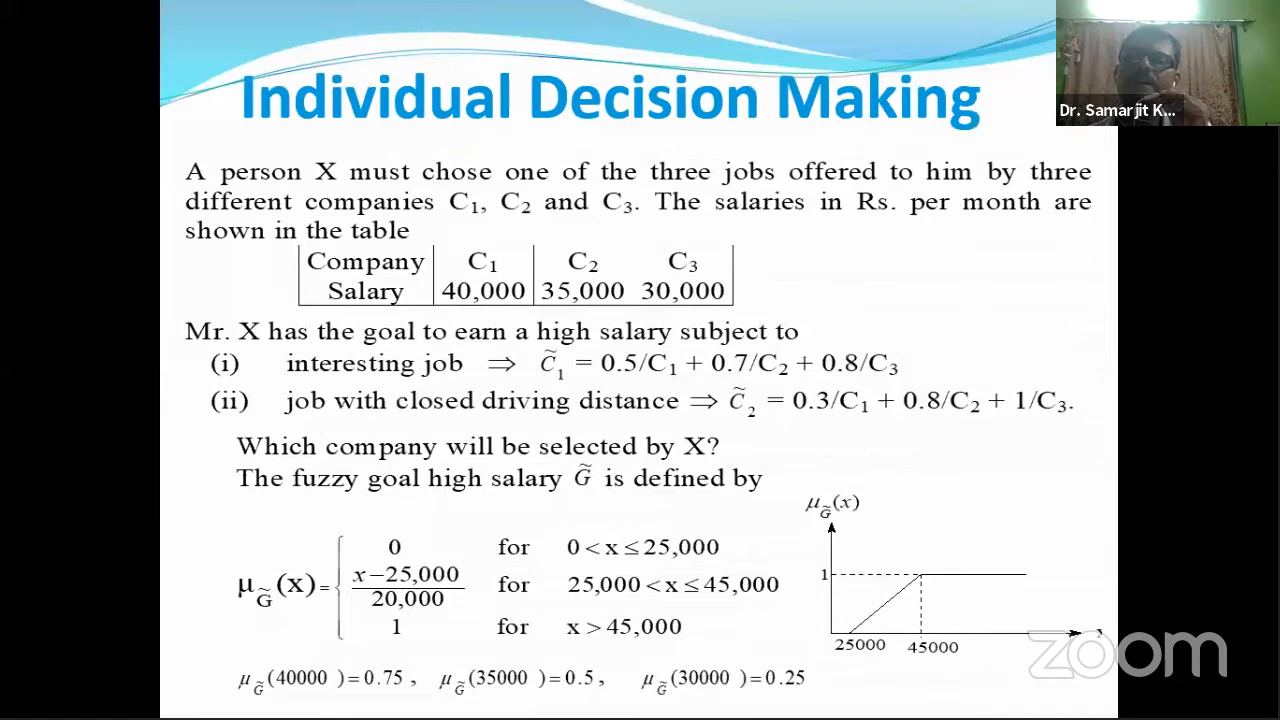 Individual Decision Making
Dr. Samarjit K...
A person X must chose one of the three jobs offered to him by three
different companies C₁, C₂ and C₃. The salaries in Rs. per month are
shown in the table
Company C₁ C₂ C₃
Salary 40,000 35,000 30,000
Mr. X has the goal to earn a high salary subject to
(i) interesting job ⇒ C̃₁ = 0.5/C₁ + 0.7/C₂ + 0.8/C₃
(ii) job with closed driving distance ⇒ C̃₂ = 0.3/C₁ + 0.8/C₂ + 1/C₃.
Which company will be selected by X?
The fuzzy goal high salary G̃ is defined by
μ_G̃(x)
0 for 0 < x ≤ 25,000
μ_G̃(x) = x − 25,000 / 20,000 for 25,000 < x ≤ 45,000
1 for x > 45,000
1
25000 45000
x
μ_G̃(40000 ) = 0.75 , μ_G̃(35000 ) = 0.5 , μ_G̃(30000 ) = 0.25
zoom